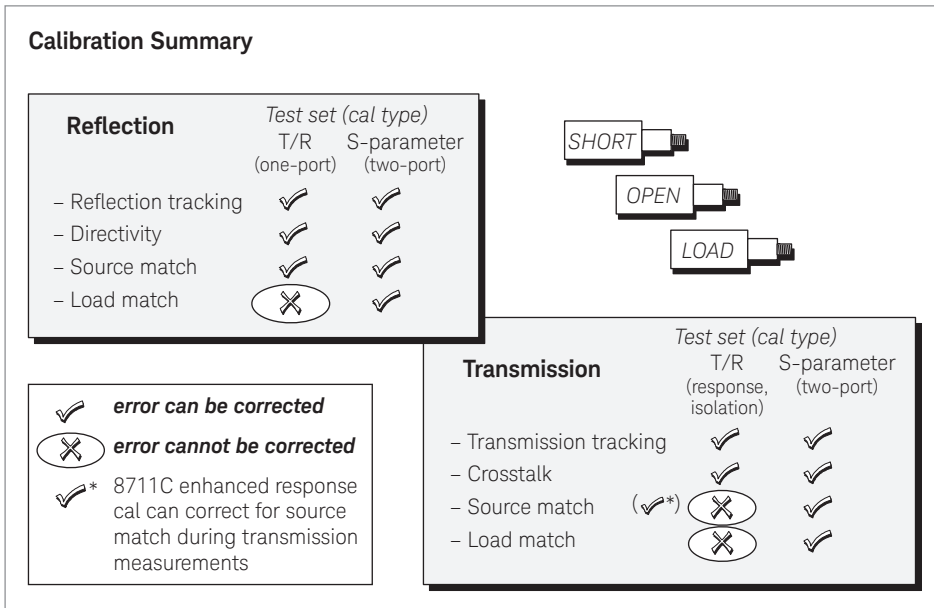 Calibration Summary
Reflection
Test set (cal type)
T/R S-parameter
(one-port) (two-port)
– Reflection tracking
– Directivity
– Source match
– Load match
SHORT
OPEN
LOAD
Transmission
Test set (cal type)
T/R S-parameter
(response, (two-port)
isolation)
– Transmission tracking
– Crosstalk
– Source match (✓*)
– Load match
error can be corrected
error cannot be corrected
* 8711C enhanced response
cal can correct for source
match during transmission
measurements